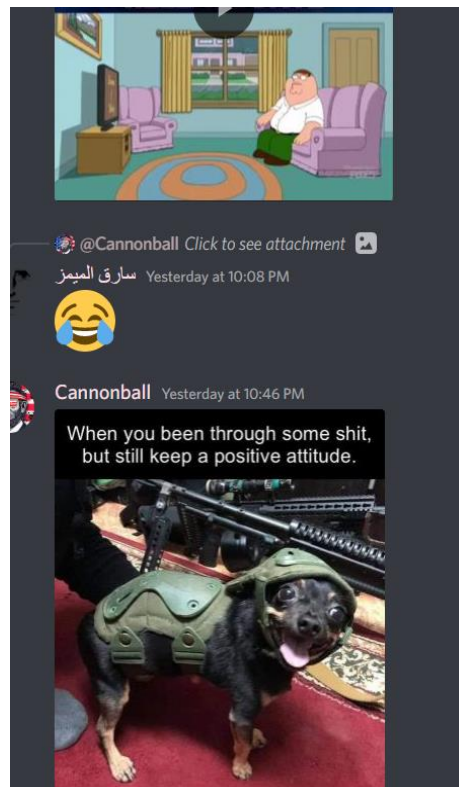 @Cannonball Click to see attachment
سارق الميمز Yesterday at 10:08 PM
Cannonball Yesterday at 10:46 PM
When you been through some shit,
but still keep a positive attitude.